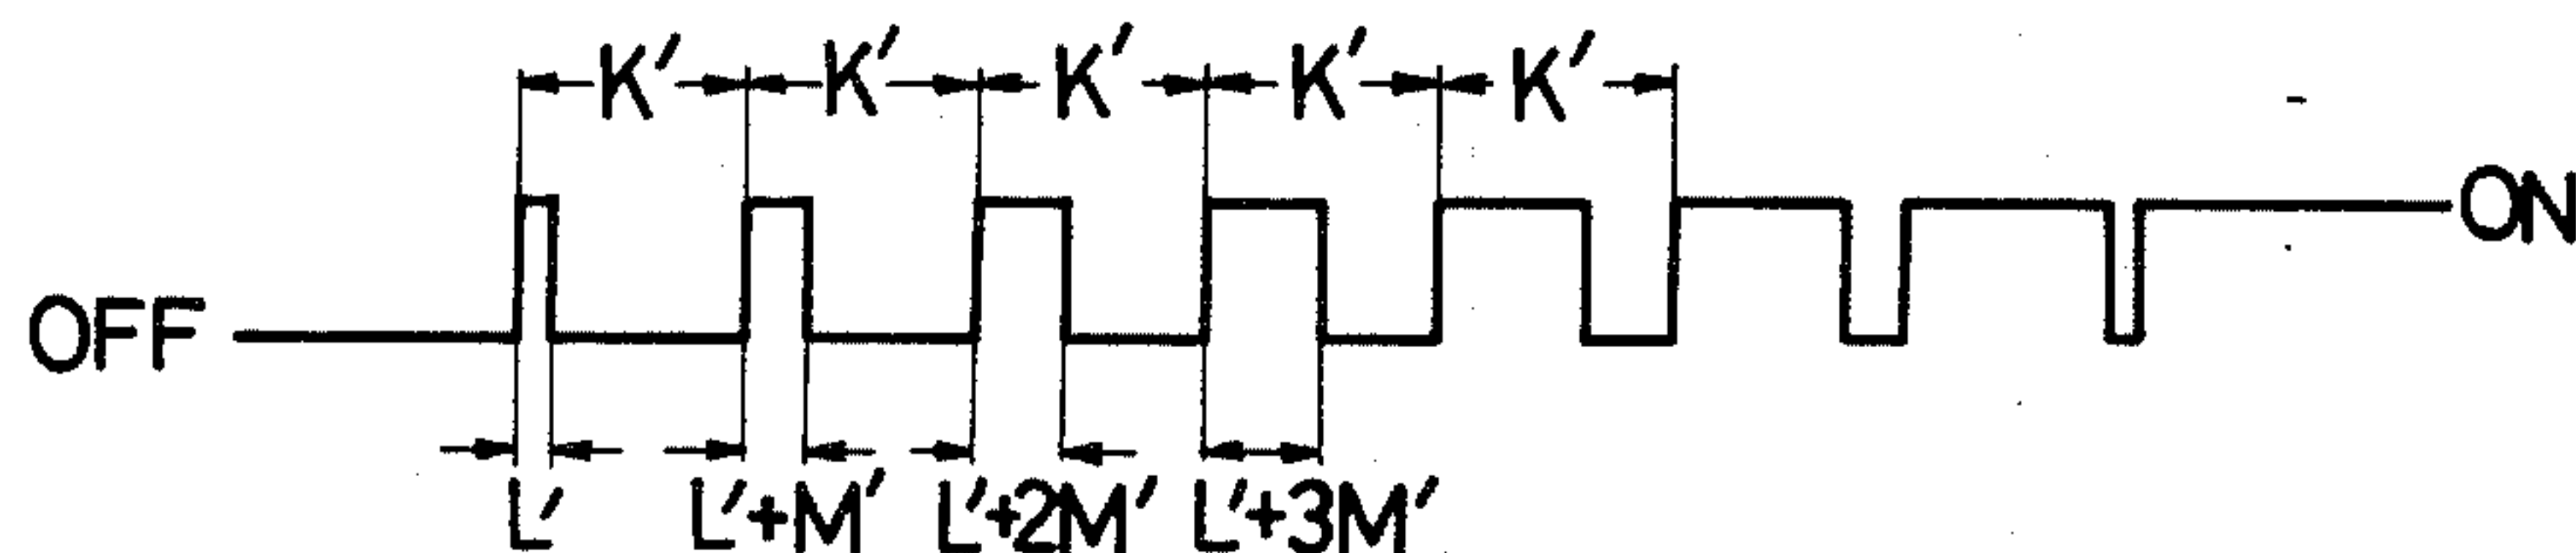 K′ K′ K′ K′ K′
ON
OFF
L′ L′+M′ L′+2M′ L′+3M′